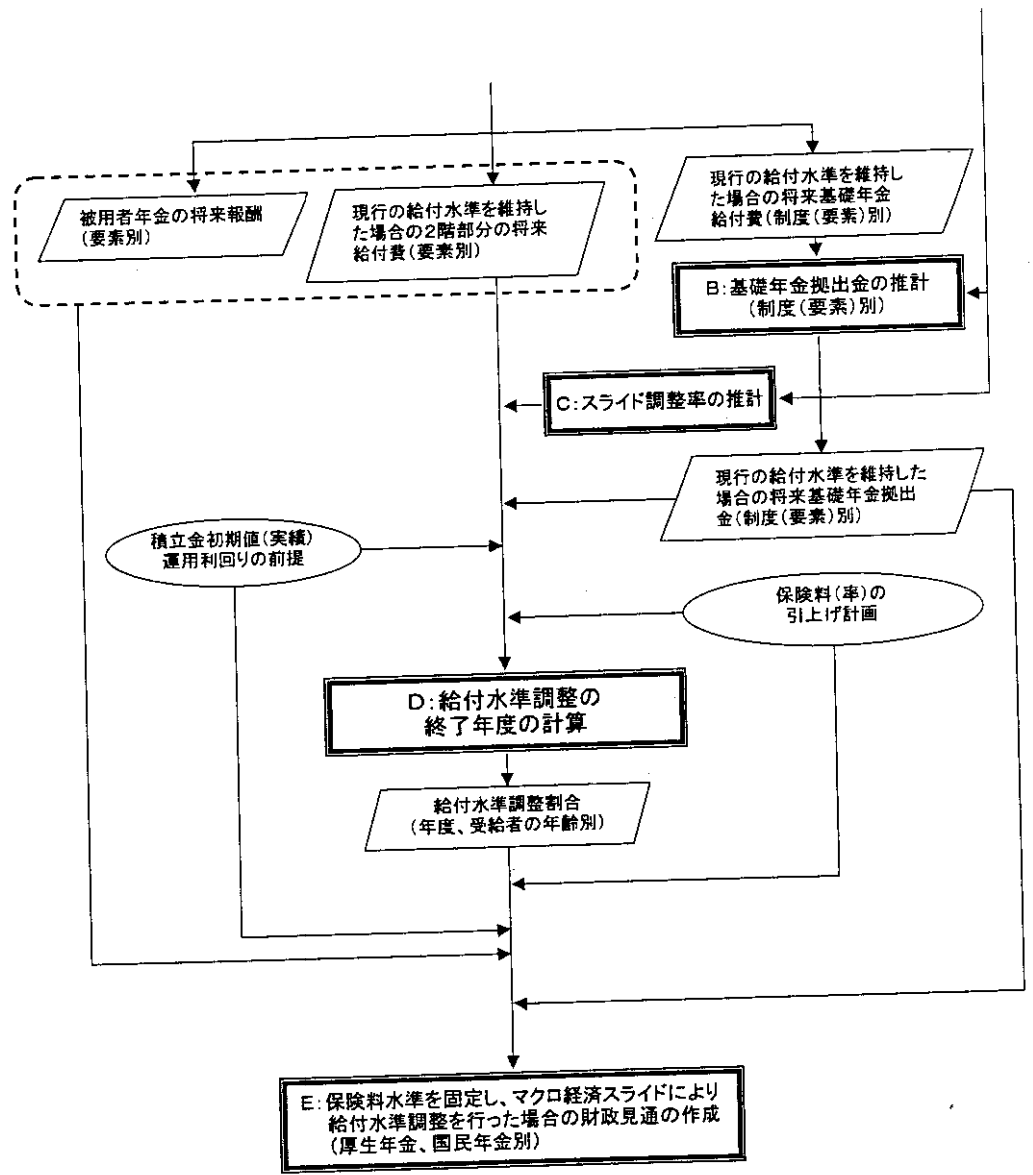 被用者年金の将来報酬
(要素別)
現行の給付水準を維持し
た場合の2階部分の将来
給付費(要素別)
現行の給付水準を維持し
た場合の将来基礎年金
給付費(制度(要素)別)
B:基礎年金拠出金の推計
(制度(要素)別)
C:スライド調整率の推計
現行の給付水準を維持した
場合の将来基礎年金拠出
金(制度(要素)別)
積立金初期値(実績)
運用利回りの前提
保険料(率)の
引上げ計画
D:給付水準調整の
終了年度の計算
給付水準調整割合
(年度、受給者の年齢別)
E:保険料水準を固定し、マクロ経済スライドにより
給付水準調整を行った場合の財政見通の作成
(厚生年金、国民年金別)